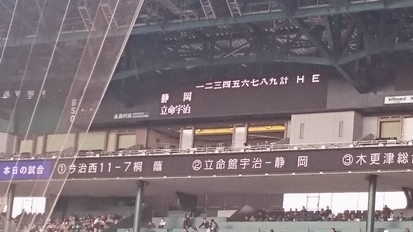 一二三四五六七八九計 H E
静 岡
立命宇治
B
S
billboard
本日の試合 ①今治西11-7桐 蔭 ②立命館宇治-静 岡 ③木更津総